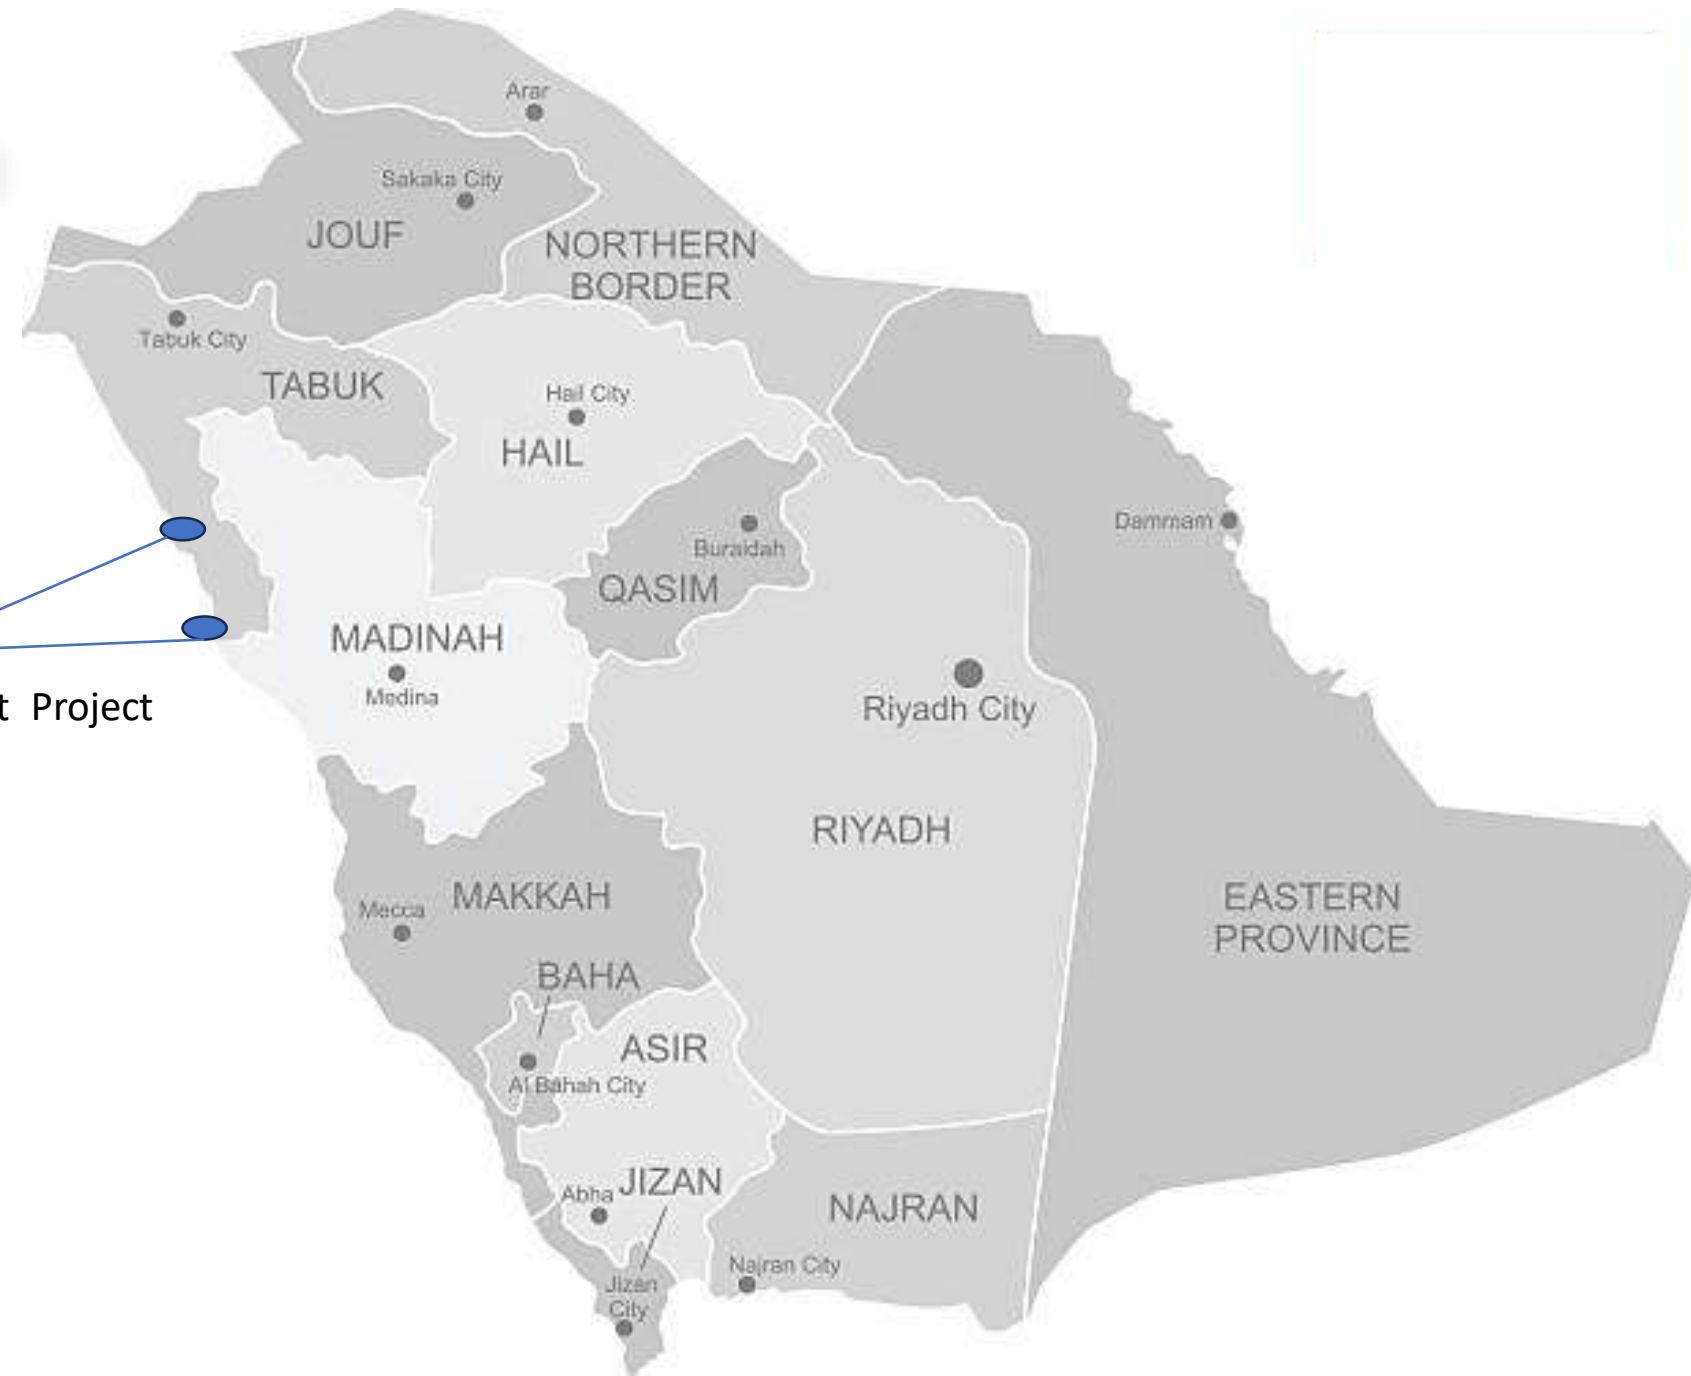 Arar
Sakaka City
JOUF
NORTHERN
BORDER
Tabuk City
TABUK
Hail City
HAIL
Dammam
Buraidah
QASIM
MADINAH
Medina
t Project
Riyadh City
RIYADH
MAKKAH
Mecca
EASTERN
PROVINCE
BAHA
ASIR
Al Bahah City
JIZAN
Abha
NAJRAN
Najran City
Jizan
City